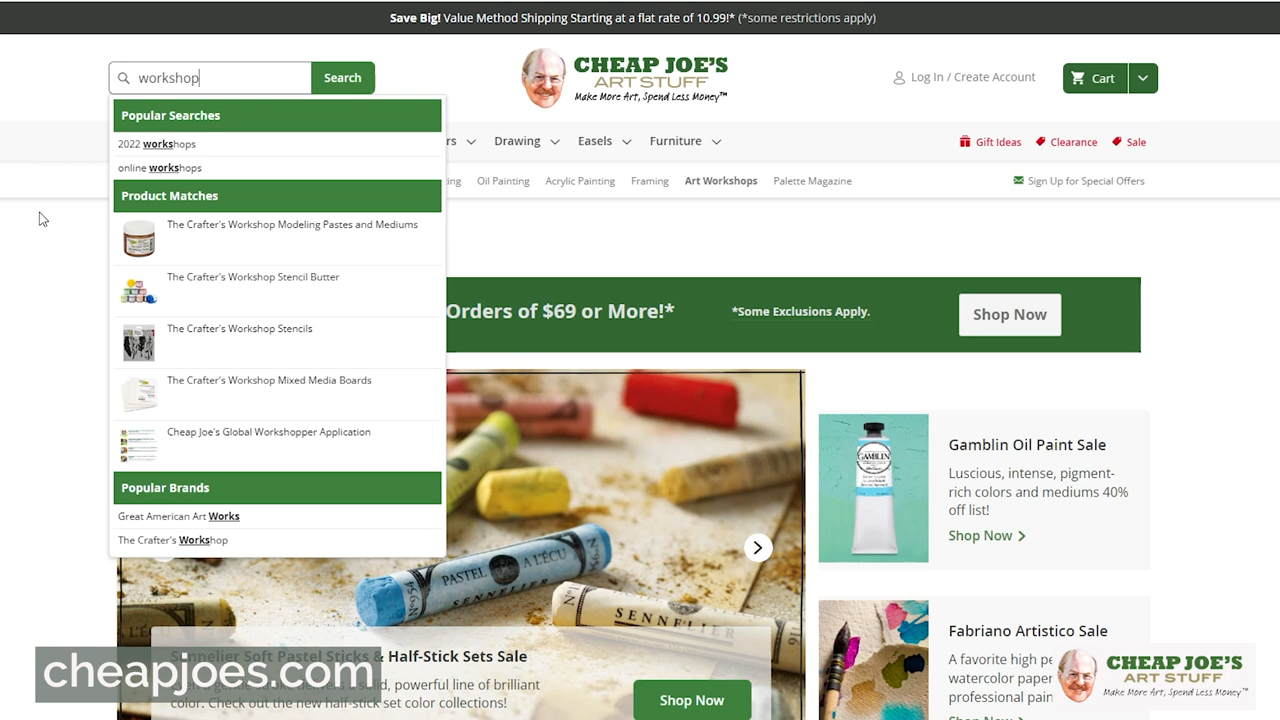 Save Big! Value Method Shipping Starting at a flat rate of 10.99!* (*some restrictions apply)
workshop
Search
CHEAP JOE'S
ART STUFF
Make More Art, Spend Less Money™
Log In / Create Account
Cart
Popular Searches
2022 workshops
online workshops
Product Matches
The Crafter's Workshop Modeling Pastes and Mediums
The Crafter's Workshop Stencil Butter
The Crafter's Workshop Stencils
The Crafter's Workshop Mixed Media Boards
Cheap Joe's Global Workshopper Application
Popular Brands
Great American Art Works
The Crafter's Workshop
Drawing
Easels
Furniture
Gift Ideas
Clearance
Sale
Oil Painting
Acrylic Painting
Framing
Art Workshops
Palette Magazine
Sign Up for Special Offers
Orders of $69 or More!*
*Some Exclusions Apply.
Shop Now
PASTEL A L'ÉCU
SENNELIER
SENNELIER
Sennelier Soft Pastel Sticks & Half-Stick Sets Sale
powerful line of brilliant
color. Check out the new half-stick set color collections!
Shop Now
GAMBLIN
Gamblin Oil Paint Sale
Luscious, intense, pigment-
rich colors and mediums 40%
off list!
Shop Now
Fabriano Artistico Sale
A favorite high
watercolor paper
professional
cheapjoes.com
CHEAP JOE'S
ART STUFF
Make More Art, Spend Less Money™